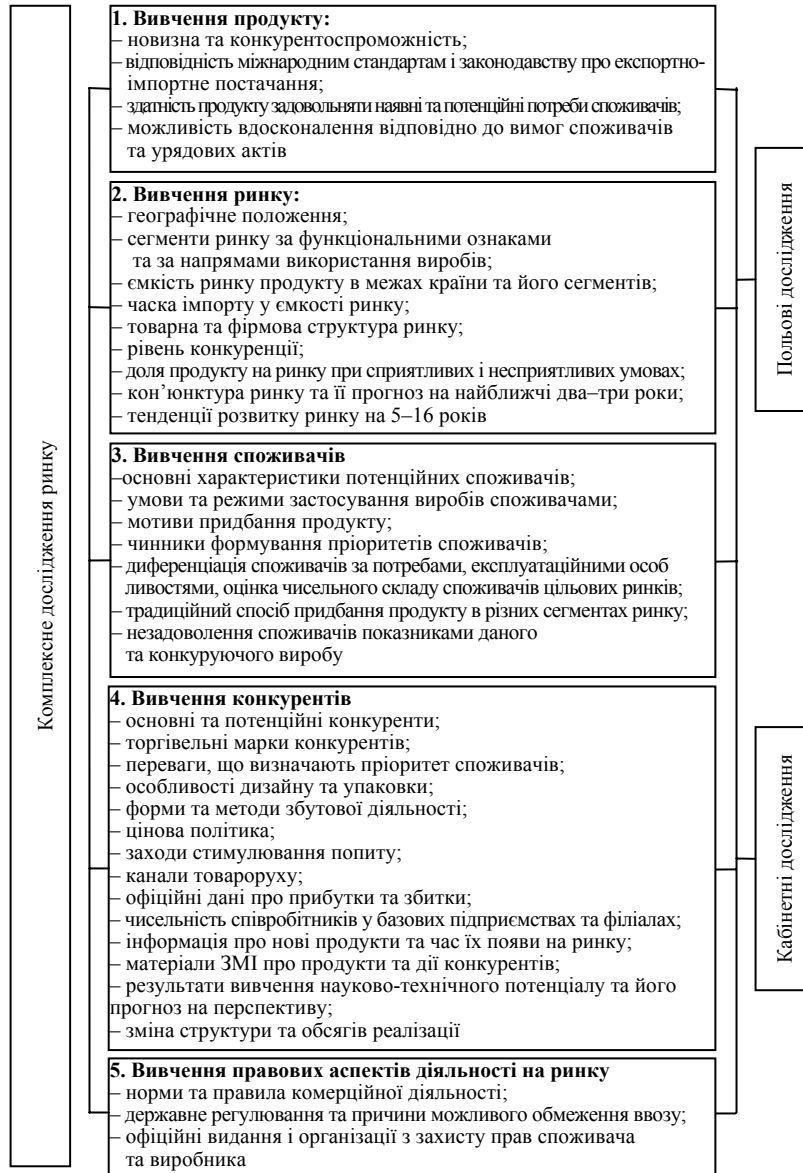 Комплексне дослідження ринку
1. Вивчення продукту:
– новизна та конкурентоспроможність;
– відповідність міжнародним стандартам і законодавству про експортно-
імпортне постачання;
– здатність продукту задовольняти наявні та потенційні потреби споживачів;
– можливість вдосконалення відповідно до вимог споживачів
та урядових актів
2. Вивчення ринку:
– географічне положення;
– сегменти ринку за функціональними ознаками
та за напрямами використання виробів;
– ємкість ринку продукту в межах країни та його сегментів;
– часка імпорту у ємкості ринку;
– товарна та фірмова структура ринку;
– рівень конкуренції;
– доля продукту на ринку при сприятливих і несприятливих умовах;
– кон’юнктура ринку та її прогноз на найближчі два–три роки;
– тенденції розвитку ринку на 5–16 років
3. Вивчення споживачів
–основні характеристики потенційних споживачів;
– умови та режими застосування виробів споживачами;
– мотиви придбання продукту;
– чинники формування пріоритетів споживачів;
– диференціація споживачів за потребами, експлуатаційними особ
ливостями, оцінка чисельного складу споживачів цільових ринків;
– традиційний спосіб придбання продукту в різних сегментах ринку;
– незадоволення споживачів показниками даного
та конкуруючого виробу
4. Вивчення конкурентів
– основні та потенційні конкуренти;
– торгівельні марки конкурентів;
– переваги, що визначають пріоритет споживачів;
– особливості дизайну та упаковки;
– форми та методи збутової діяльності;
– цінова політика;
– заходи стимулювання попиту;
– канали товароруху;
– офіційні дані про прибутки та збитки;
– чисельність співробітників у базових підприємствах та філіалах;
– інформація про нові продукти та час їх появи на ринку;
– матеріали ЗМІ про продукти та дії конкурентів;
– результати вивчення науково-технічного потенціалу та його
прогноз на перспективу;
– зміна структури та обсягів реалізації
5. Вивчення правових аспектів діяльності на ринку
– норми та правила комерційної діяльності;
– державне регулювання та причини можливого обмеження ввозу;
– офіційні видання і організації з захисту прав споживача
та виробника
Польові дослідження
Кабінетні дослідження